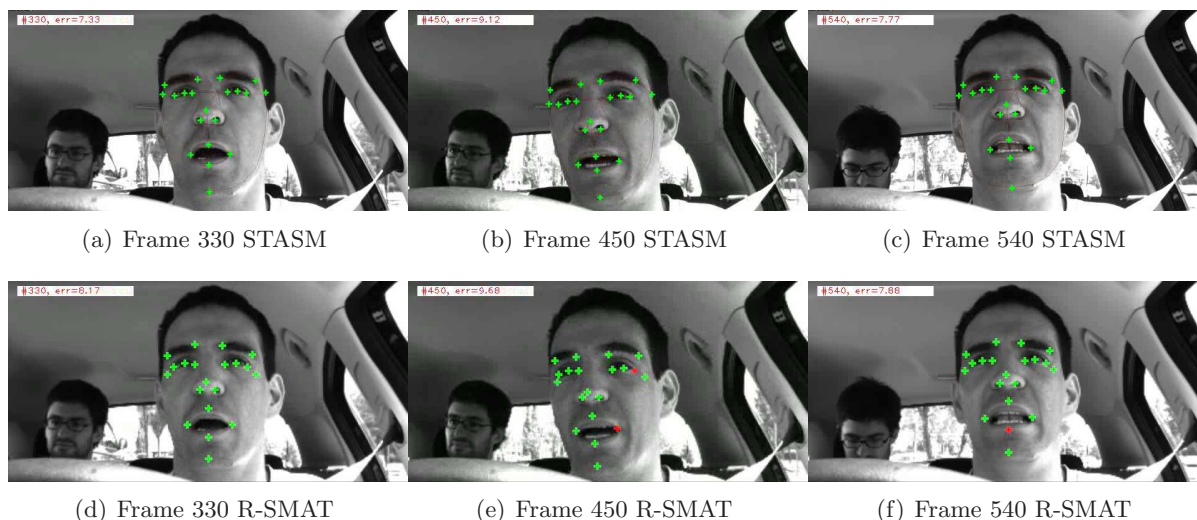 #330, err=7.33
#450, err=9.12
#540, err=7.77
(a) Frame 330 STASM
(b) Frame 450 STASM
(c) Frame 540 STASM
#330, err=8.17
#450, err=9.68
#540, err=7.88
(d) Frame 330 R-SMAT
(e) Frame 450 R-SMAT
(f) Frame 540 R-SMAT